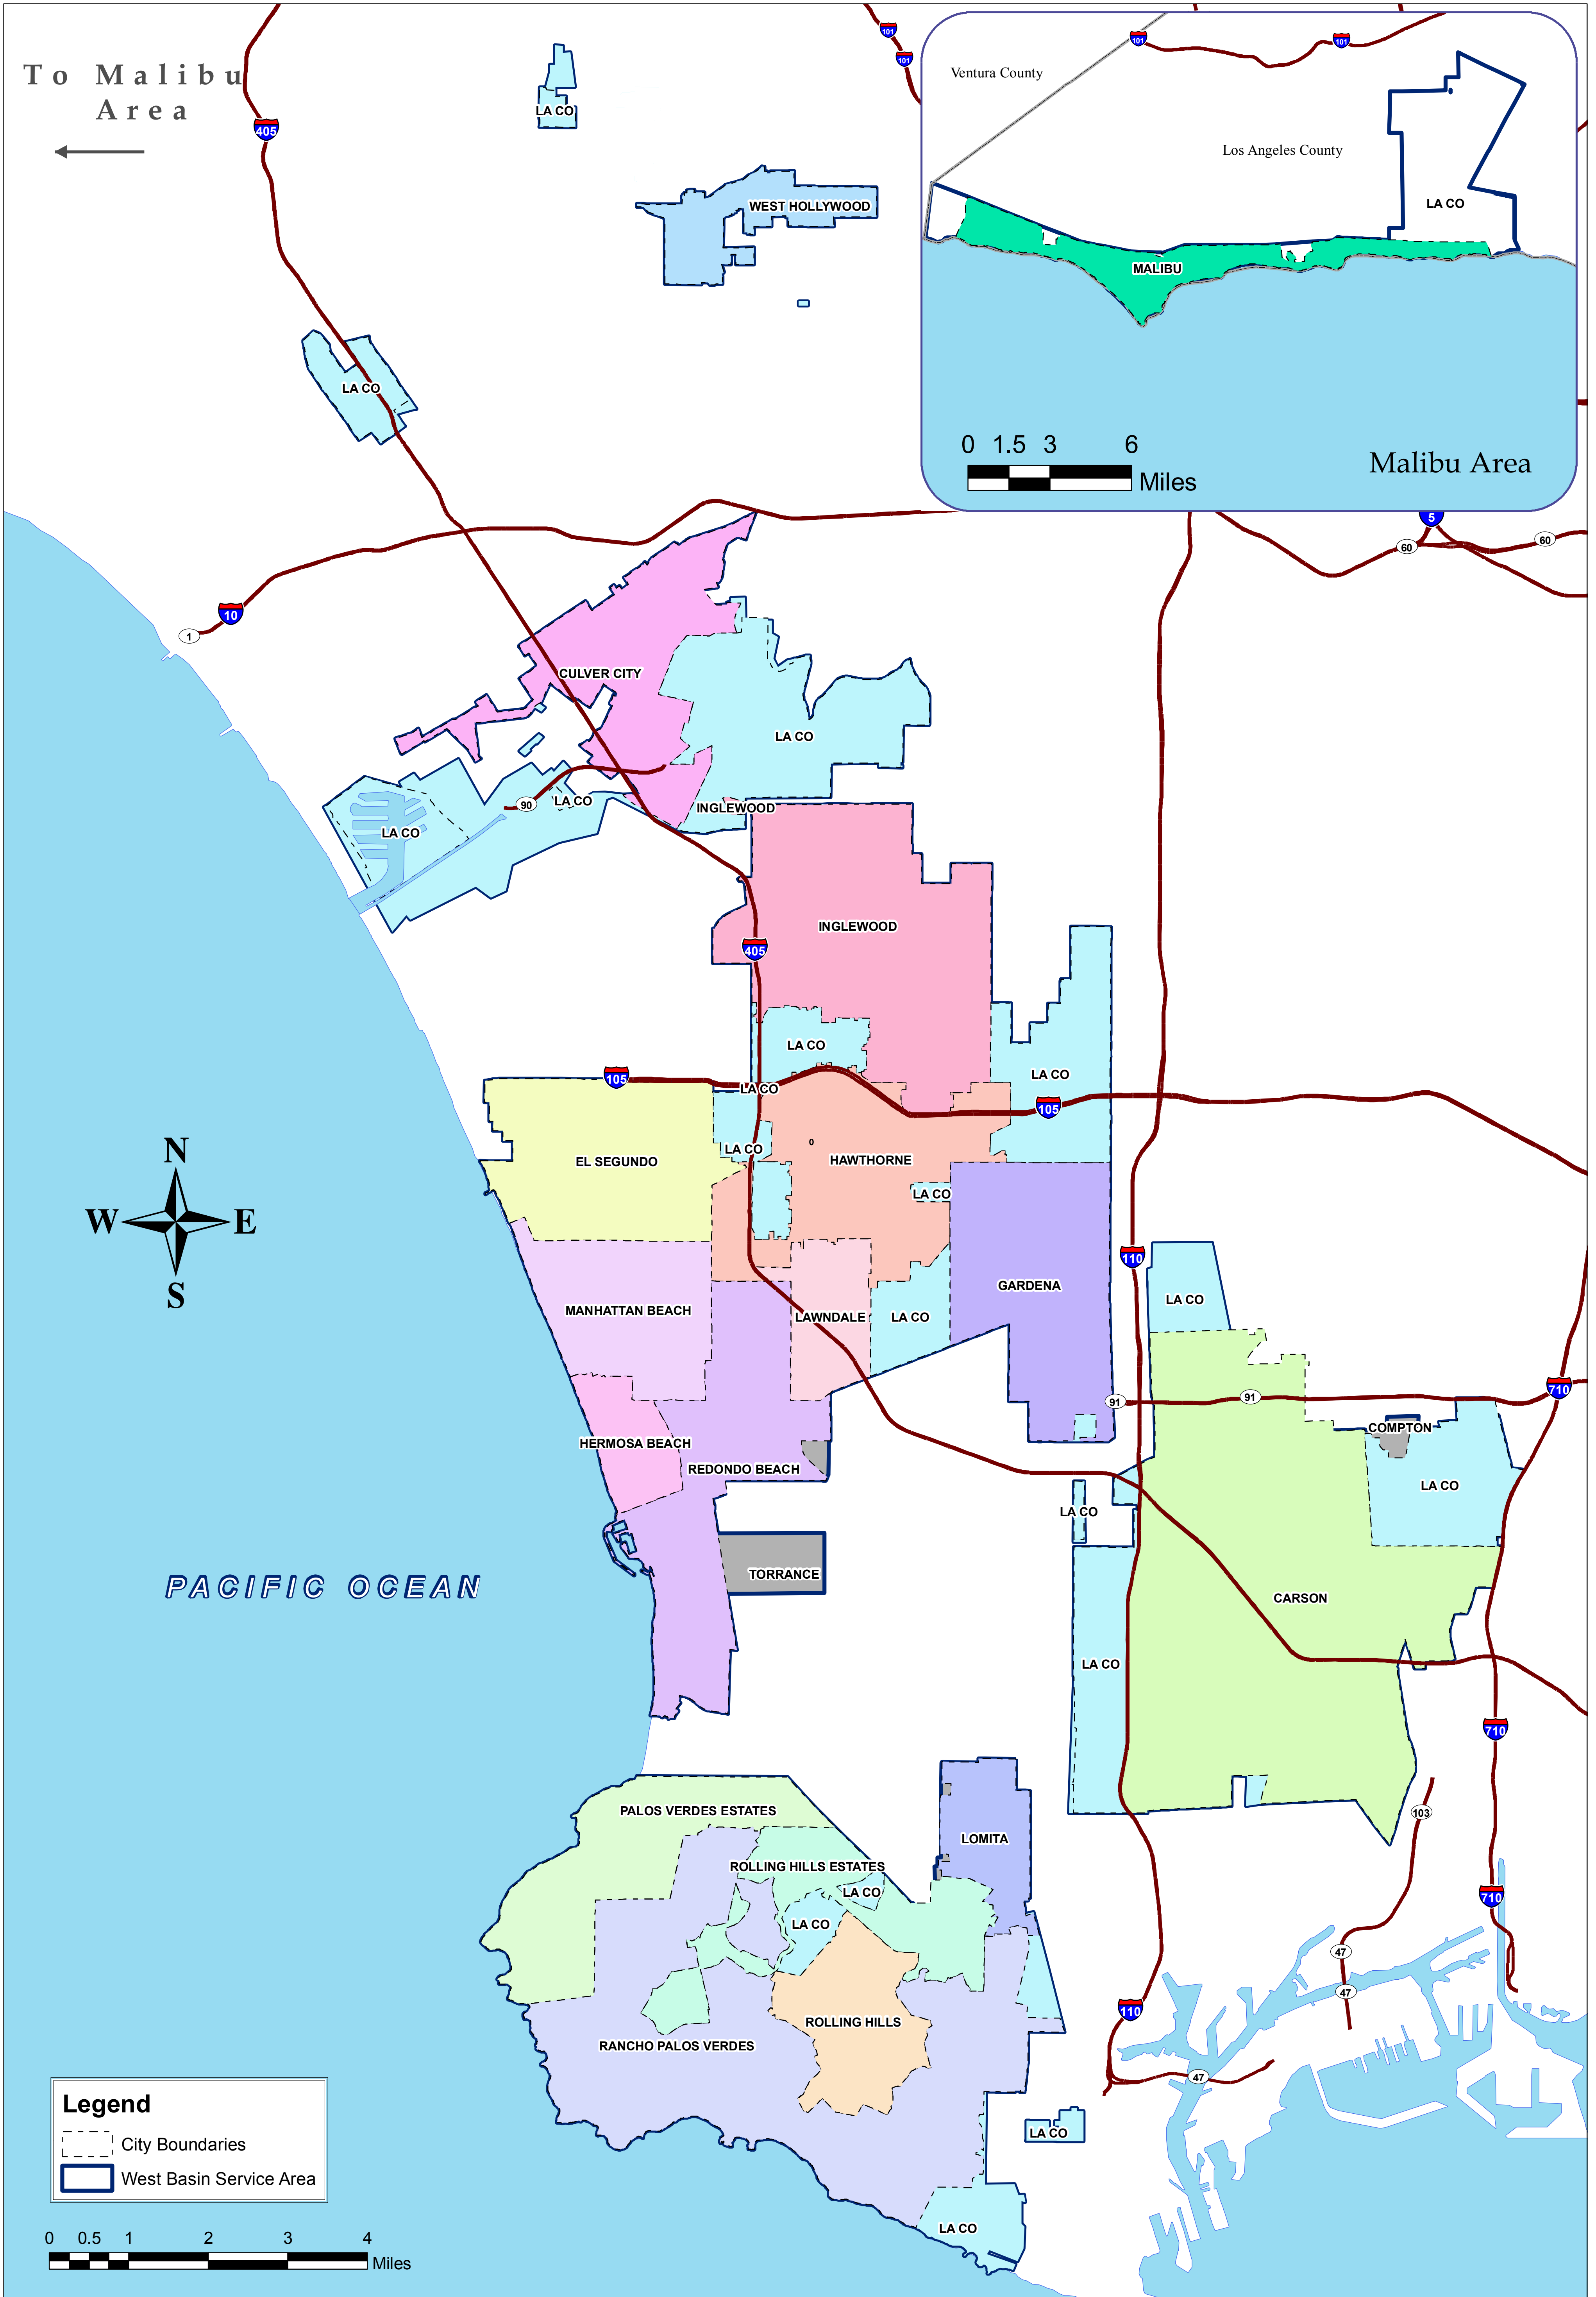 To Malibu
Area
405
101
101
LA CO
WEST HOLLYWOOD
LA CO
101
101
Ventura County
Los Angeles County
LA CO
MALIBU
0 1.5 3 6
Miles
Malibu Area
5
60
60
10
1
CULVER CITY
LA CO
90
LA CO
LA CO
INGLEWOOD
INGLEWOOD
405
LA CO
LA CO
105
LA CO
105
LA CO
0
HAWTHORNE
EL SEGUNDO
LA CO
N
W E
S
110
GARDENA
LA CO
MANHATTAN BEACH
LAWNDALE
LA CO
710
91
91
COMPTON
HERMOSA BEACH
REDONDO BEACH
LA CO
LA CO
TORRANCE
PACIFIC OCEAN
CARSON
LA CO
710
103
PALOS VERDES ESTATES
LOMITA
ROLLING HILLS ESTATES
LA CO
710
LA CO
47
47
110
ROLLING HILLS
RANCHO PALOS VERDES
47
LA CO
LA CO
Legend
City Boundaries
West Basin Service Area
0 0.5 1 2 3 4
Miles